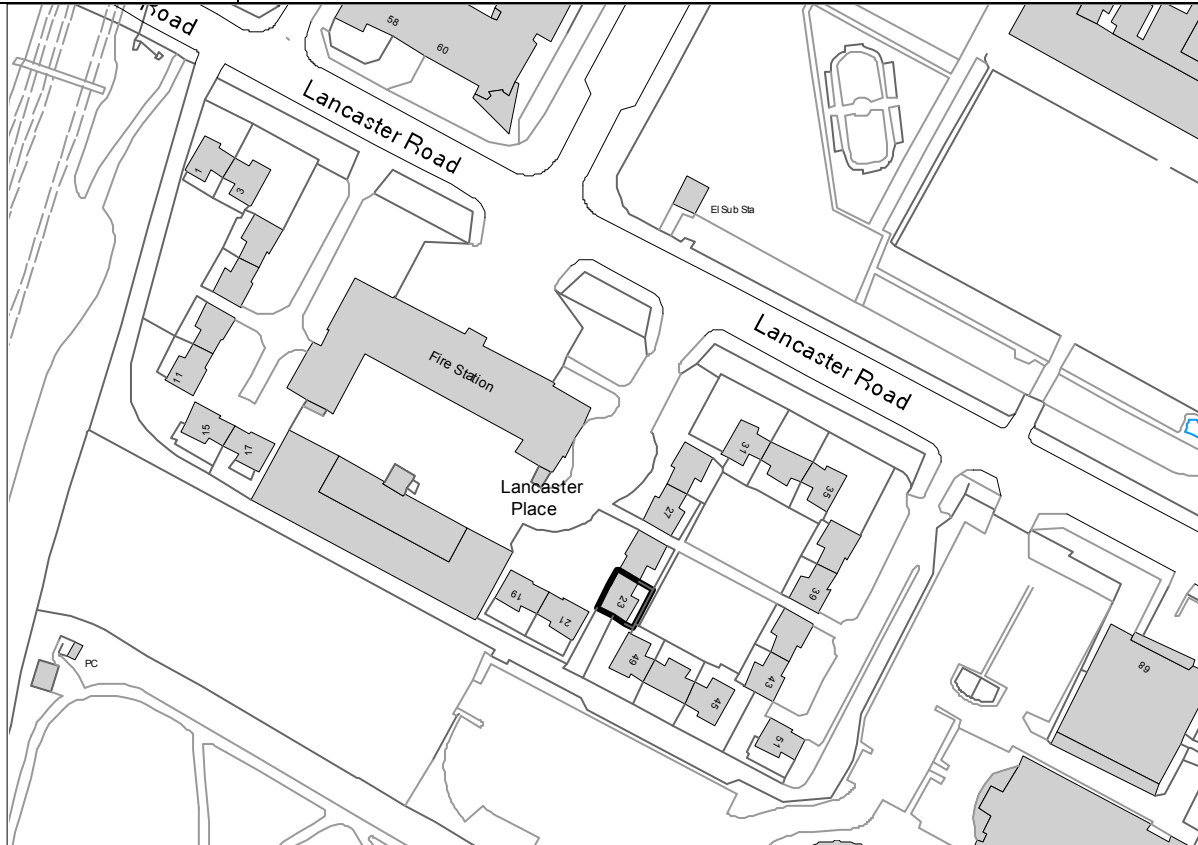 Road
58
60
Lancaster Road
1
3
El Sub Sta
Lancaster Road
Fire Station
11
15
17
31
35
Lancaster
Place
27
39
19
21
23
49
45
43
51
PC
68